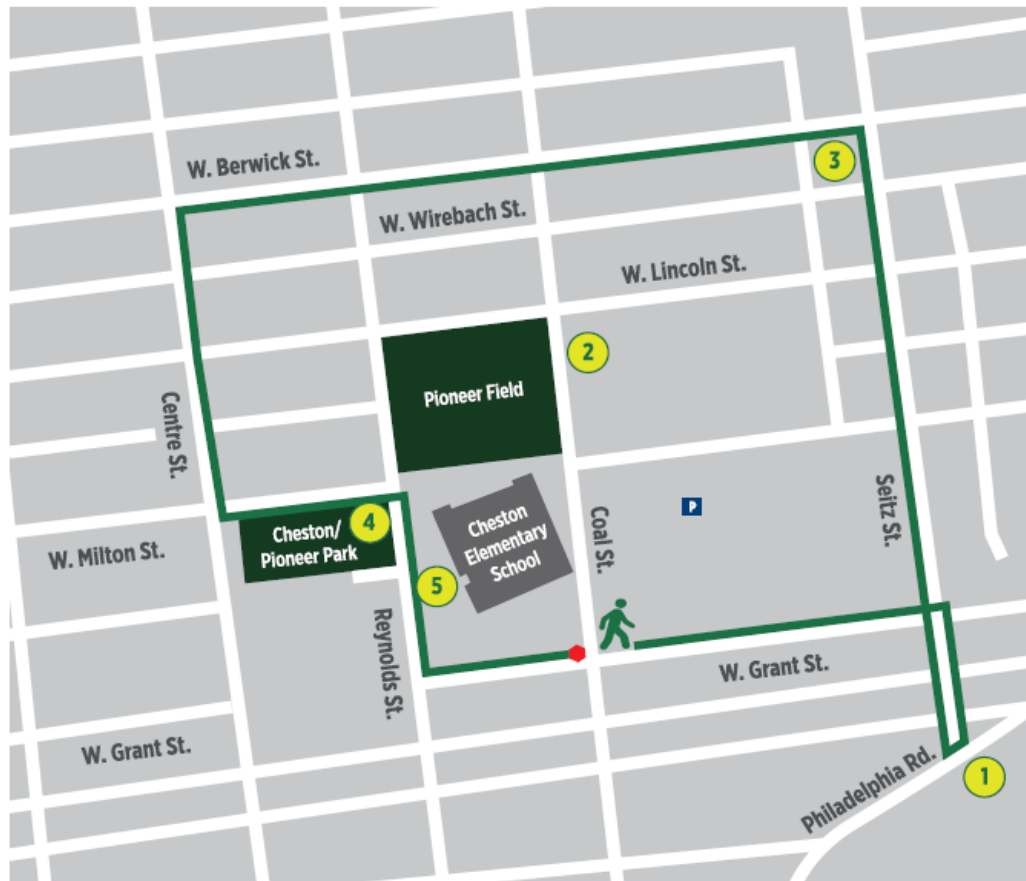 W. Berwick St.
3
W. Wirebach St.
W. Lincoln St.
2
Pioneer Field
Centre St.
Seitz St.
P
Cheston
Elementary
School
Coal St.
4
Cheston/
Pioneer Park
W. Milton St.
5
Reynolds St.
W. Grant St.
W. Grant St.
Philadelphia Rd.
1